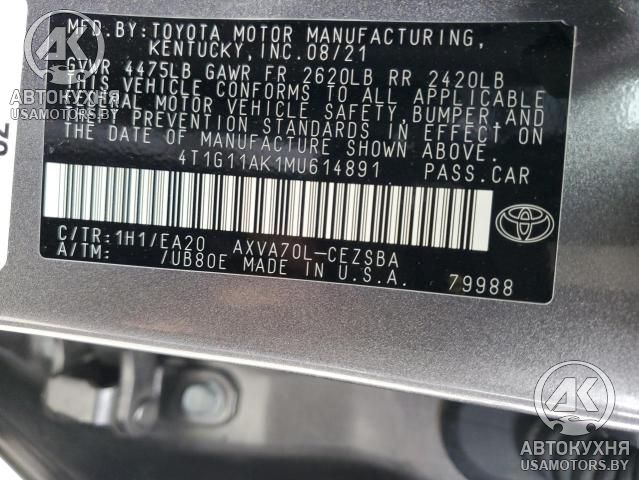 MFD.BY:TOYOTA MOTOR MANUFACTURING,
KENTUCKY, INC. 08/21
GVWR 4475LB GAWR FR 2620LB RR 2420LB
THIS VEHICLE CONFORMS TO ALL APPLICABLE
FEDERAL MOTOR VEHICLE SAFETY, BUMPER, AND
THEFT PREVENTION STANDARDS IN EFFECT ON
THE DATE OF MANUFACTURE SHOWN ABOVE.
4T1G11AK1MU614891 PASS.CAR
C/TR:1H1/EA20 AXVA70L-CEZSBA
A/TM: /UB80E MADE IN U.S.A.
79988
AK
АВТОКУХНЯ
USAMOTORS.BY
AK
АВТОКУХНЯ
USAMOTORS.BY